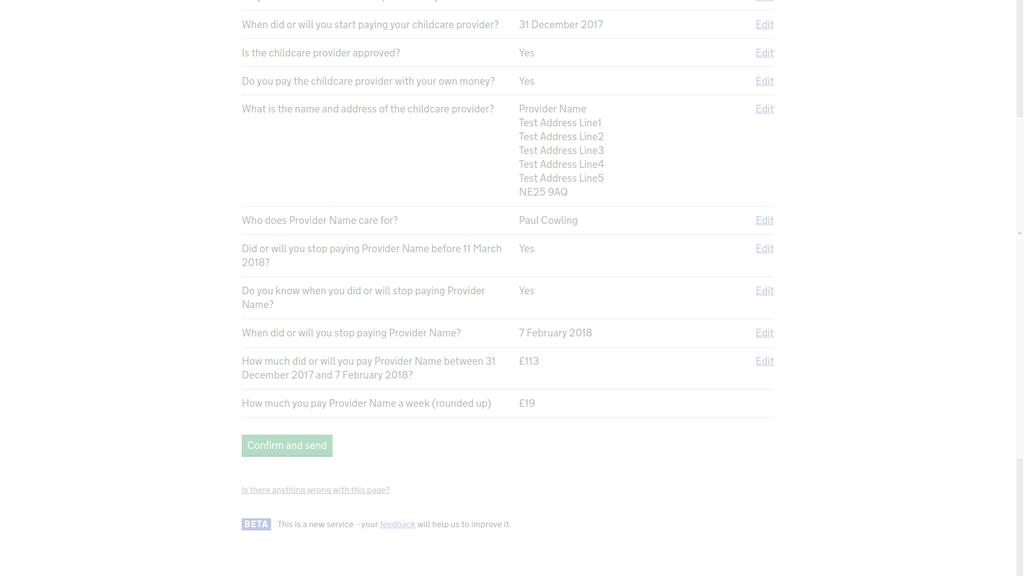 When did or will you start paying your childcare provider? 31 December 2017 Edit
Is the childcare provider approved? Yes Edit
Do you pay the childcare provider with your own money? Yes Edit
What is the name and address of the childcare provider? Provider Name Edit
Test Address Line1
Test Address Line2
Test Address Line3
Test Address Line4
Test Address Line5
NE25 9AQ
Who does Provider Name care for? Paul Cowling Edit
Did or will you stop paying Provider Name before 11 March Yes Edit
2018?
Do you know when you did or will stop paying Provider Yes Edit
Name?
When did or will you stop paying Provider Name? 7 February 2018 Edit
How much did or will you pay Provider Name between 31 £113 Edit
December 2017 and 7 February 2018?
How much you pay Provider Name a week (rounded up) £19
Confirm and send
Is there anything wrong with this page?
BETA This is a new service - your feedback will help us to improve it.